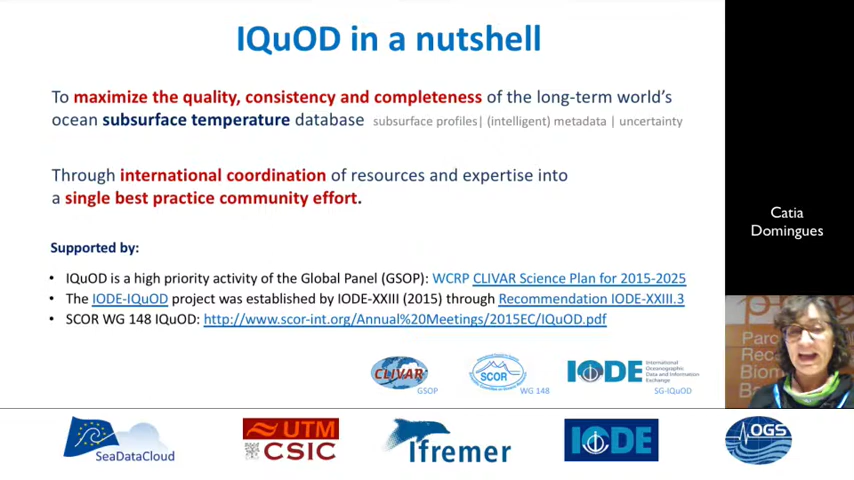 IQuOD in a nutshell
To maximize the quality, consistency and completeness of the long-term world's
ocean subsurface temperature database subsurface profiles| (intelligent) metadata | uncertainty
Through international coordination of resources and expertise into
a single best practice community effort.
Supported by:
• IQuOD is a high priority activity of the Global Panel (GSOP): WCRP CLIVAR Science Plan for 2015-2025
• The IODE-IQuOD project was established by IODE-XXIII (2015) through Recommendation IODE-XXIII.3
• SCOR WG 148 IQuOD: http://www.scor-int.org/Annual%20Meetings/2015EC/IQuOD.pdf
CLIVAR
GSOP
SCOR
WG 148
IODE
International
Oceanographic
Data and Information
Exchange
SG-IQuOD
Catia
Domingues
Parc
Rec
Biom
Ba
SeaDataCloud
UTM
CSIC
Ifremer
IODE
OGS